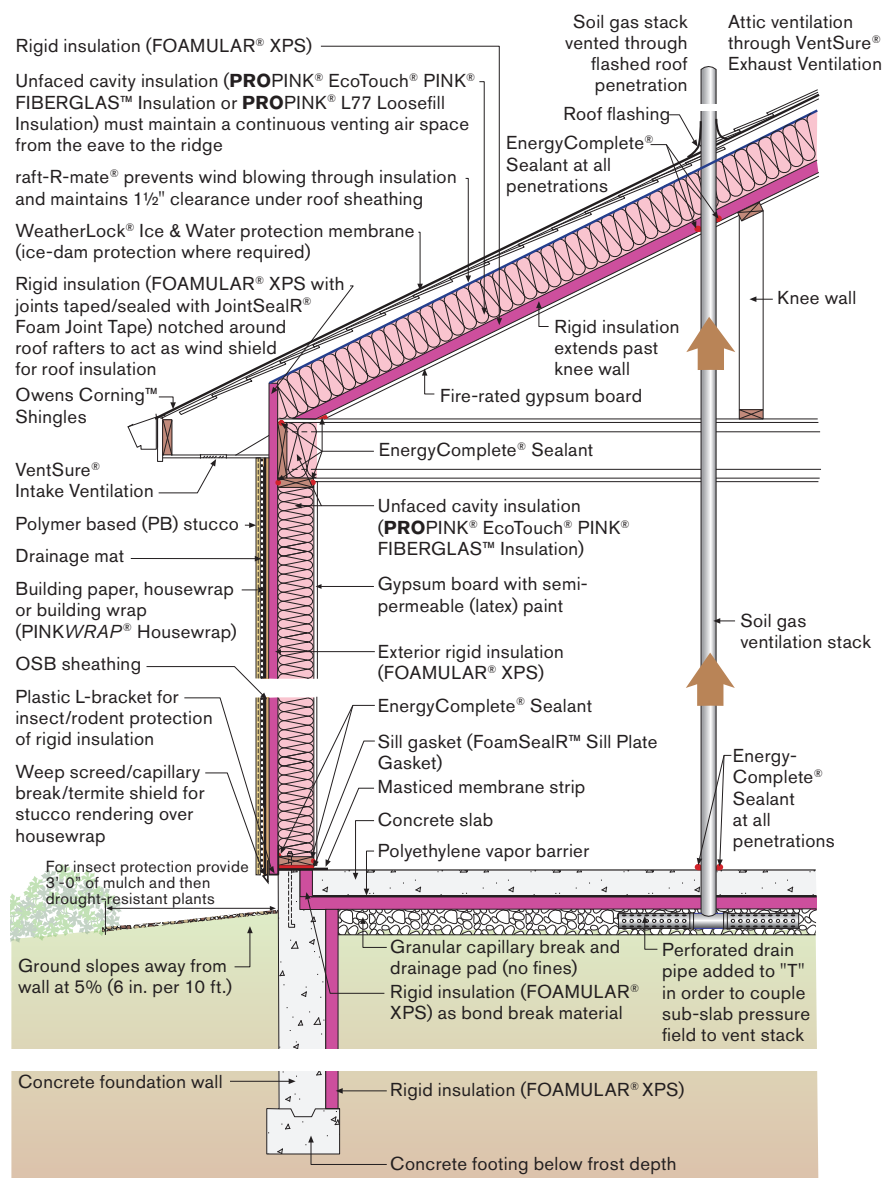 Rigid insulation (FOAMULAR® XPS)
Unfaced cavity insulation (PROPINK® EcoTouch® PINK®
FIBERGLAS™ Insulation or PROPINK® L77 Loosefill
Insulation) must maintain a continuous venting air space
from the eave to the ridge
raft-R-mate® prevents wind blowing through insulation
and maintains 1½" clearance under roof sheathing
WeatherLock® Ice & Water protection membrane
(ice-dam protection where required)
Rigid insulation (FOAMULAR® XPS with
joints taped/sealed with JointSealR®
Foam Joint Tape) notched around
roof rafters to act as wind shield
for roof insulation
Owens Corning™
Shingles
VentSure®
Intake Ventilation
Polymer based (PB) stucco
Drainage mat
Building paper, housewrap
or building wrap
(PINKWRAP® Housewrap)
OSB sheathing
Plastic L-bracket for
insect/rodent protection
of rigid insulation
Weep screed/capillary
break/termite shield for
stucco rendering over
housewrap
For insect protection provide
3'-0" of mulch and then
drought-resistant plants
Ground slopes away from
wall at 5% (6 in. per 10 ft.)
Concrete foundation wall
Soil gas stack
vented through
flashed roof
penetration
Attic ventilation
through VentSure®
Exhaust Ventilation
Roof flashing
EnergyComplete®
Sealant at all
penetrations
Knee wall
Rigid insulation
extends past
knee wall
Fire-rated gypsum board
EnergyComplete® Sealant
Unfaced cavity insulation
(PROPINK® EcoTouch® PINK®
FIBERGLAS™ Insulation)
Gypsum board with semi-
permeable (latex) paint
Soil gas
ventilation stack
Exterior rigid insulation
(FOAMULAR® XPS)
EnergyComplete® Sealant
Sill gasket (FoamSealR™ Sill Plate
Gasket)
Masticed membrane strip
Concrete slab
Polyethylene vapor barrier
Energy-
Complete®
Sealant
at all
penetrations
Granular capillary break and
drainage pad (no fines)
Rigid insulation (FOAMULAR®
XPS) as bond break material
Perforated drain
pipe added to "T"
in order to couple
sub-slab pressure
field to vent stack
Rigid insulation (FOAMULAR® XPS)
Concrete footing below frost depth